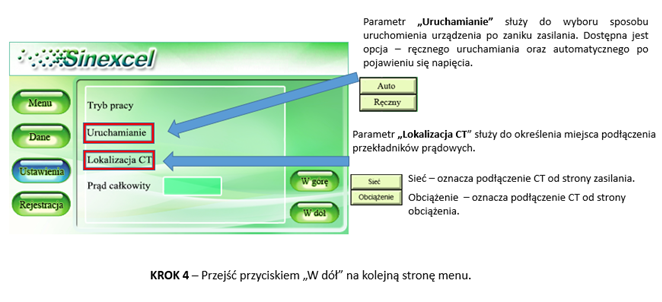 Parametr „Uruchamianie” służy do wyboru sposobu
uruchomienia urządzenia po zaniku zasilania. Dostępna jest
opcja – ręcznego uruchamiania oraz automatycznego po
pojawieniu się napięcia.
Auto
Ręczny
Sinexcel
Menu
Dane
Ustawienia
Rejestracja
Tryb pracy
Uruchamianie
Lokalizacja CT
Prąd całkowity
W górę
W dół
Parametr „Lokalizacja CT” służy do określenia miejsca podłączenia
przekładników prądowych.
Sieć
Sieć – oznacza podłączenie CT od strony zasilania.
Obciążenie
Obciążenie – oznacza podłączenie CT od strony
obciążenia.
KROK 4 – Przejść przyciskiem „W dół” na kolejną stronę menu.